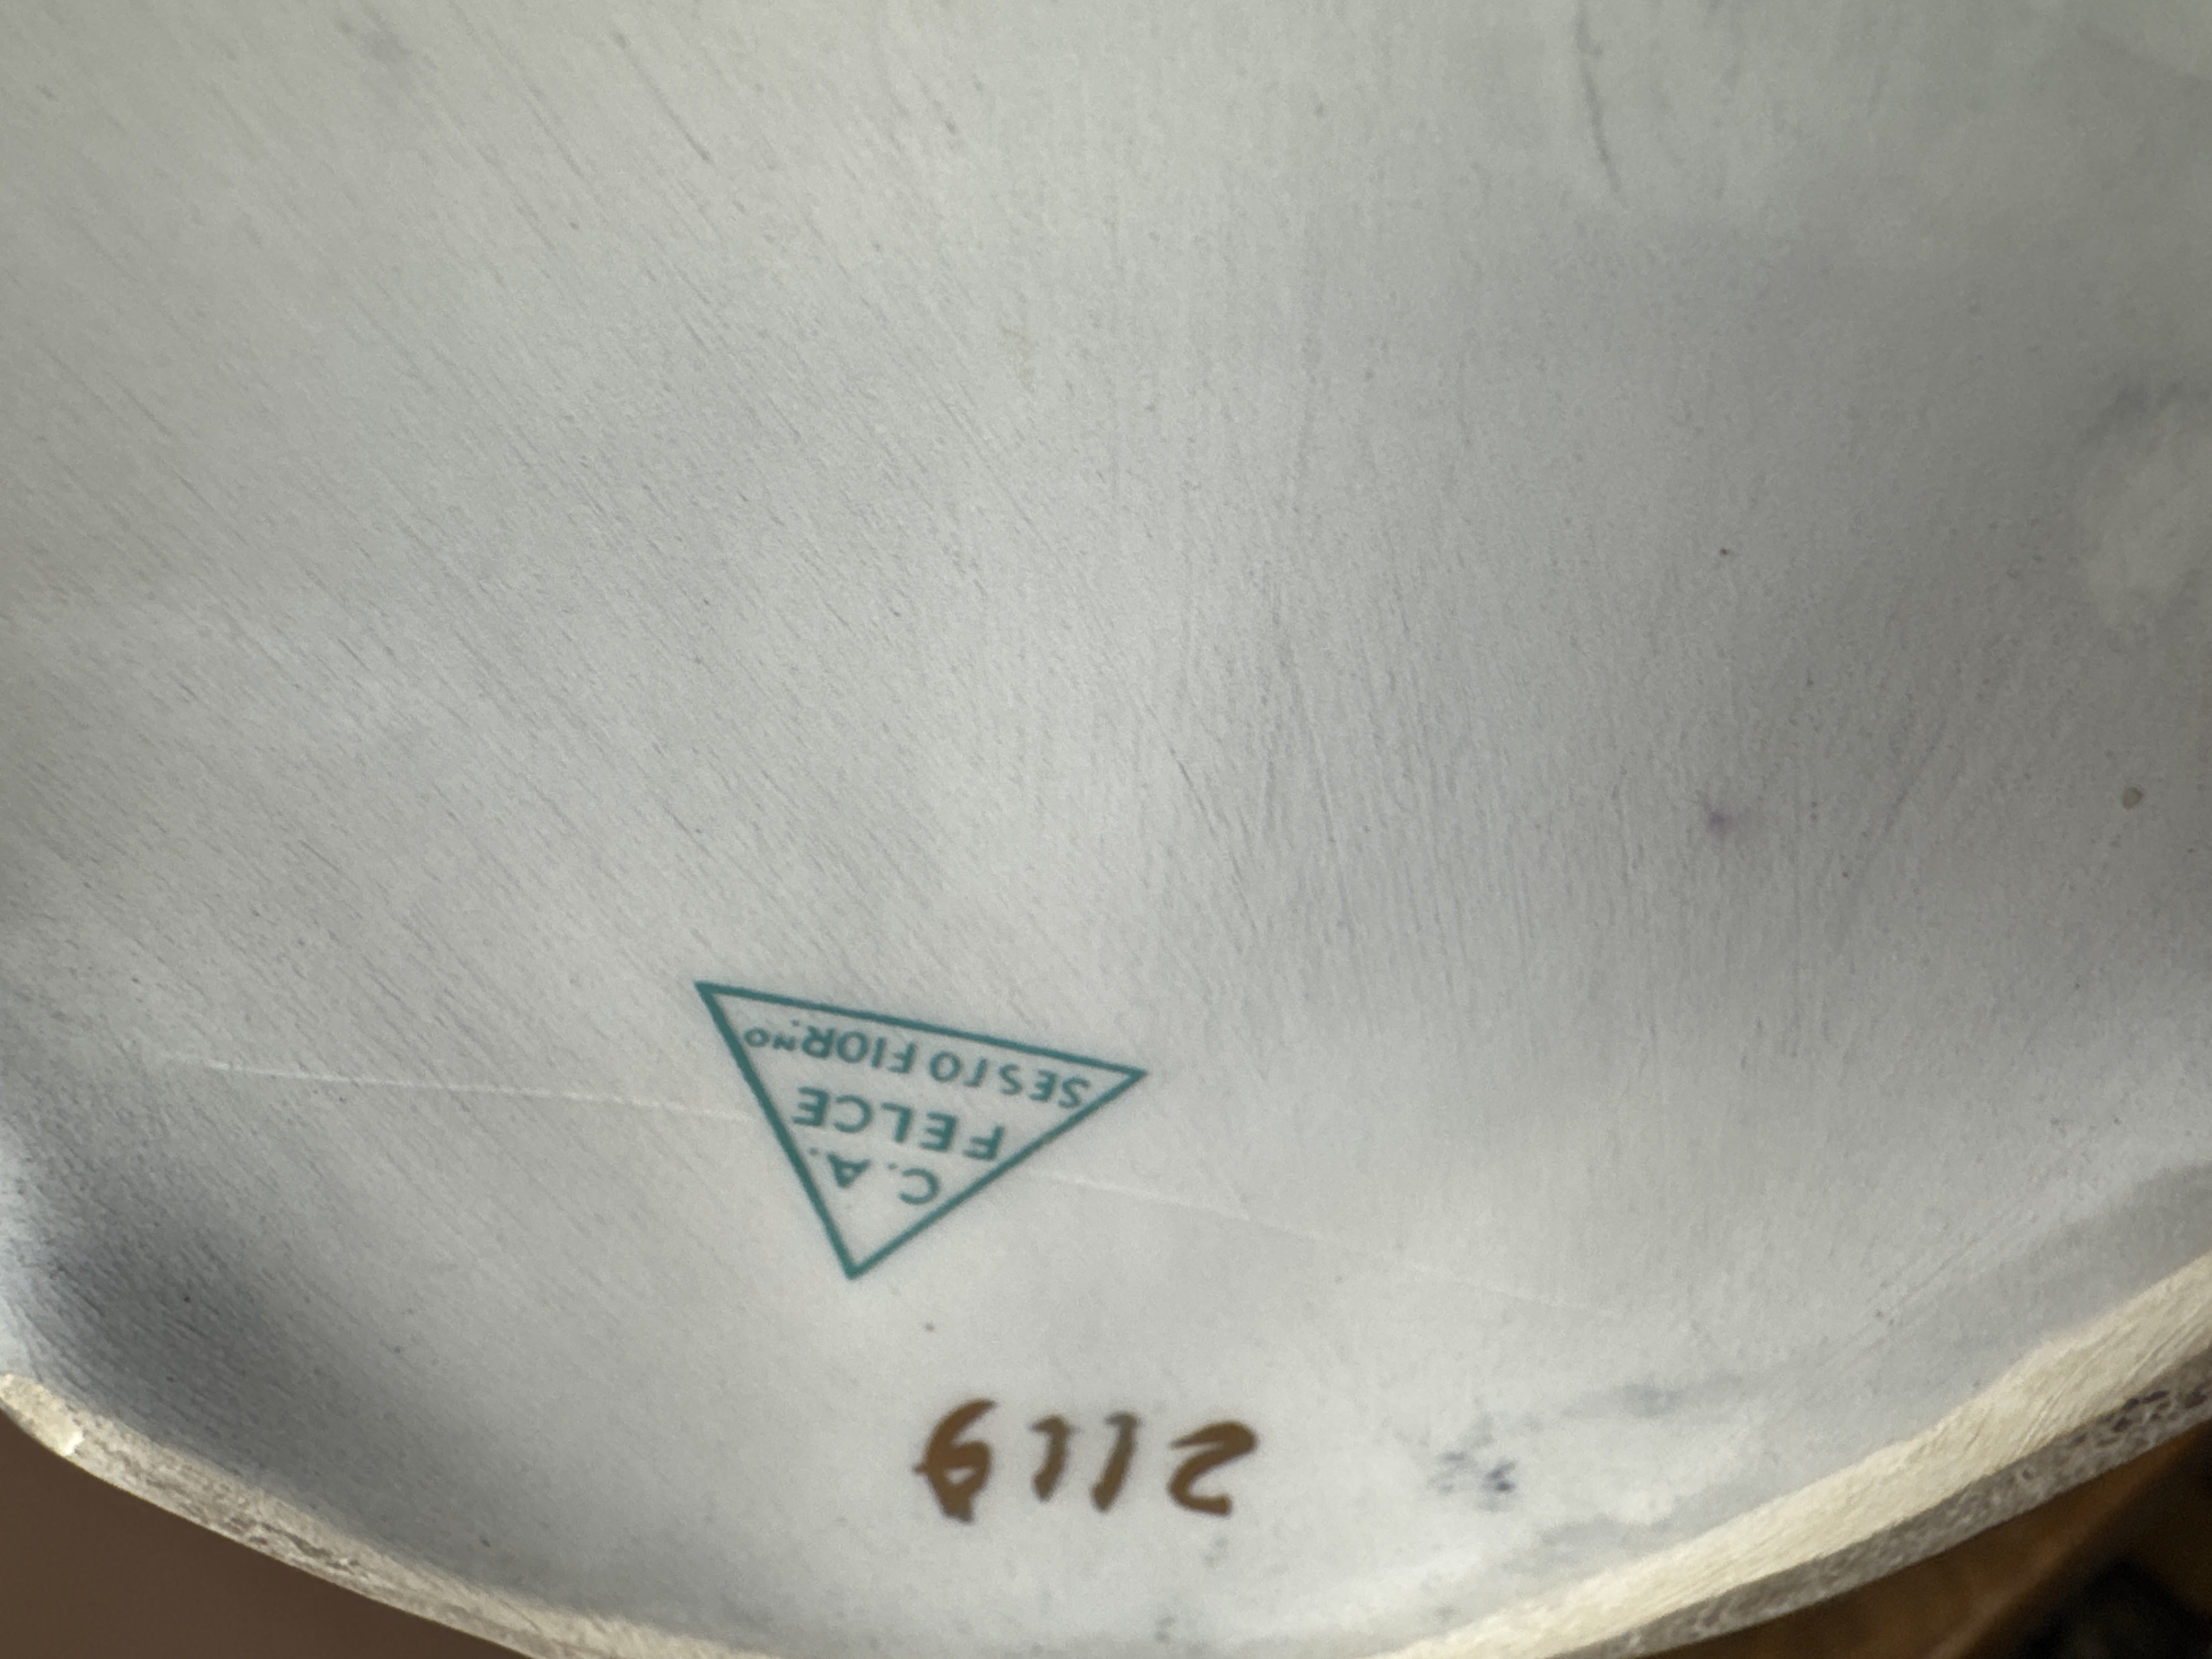 C.A.
FELCE
SESTO FIOR.NO
2119